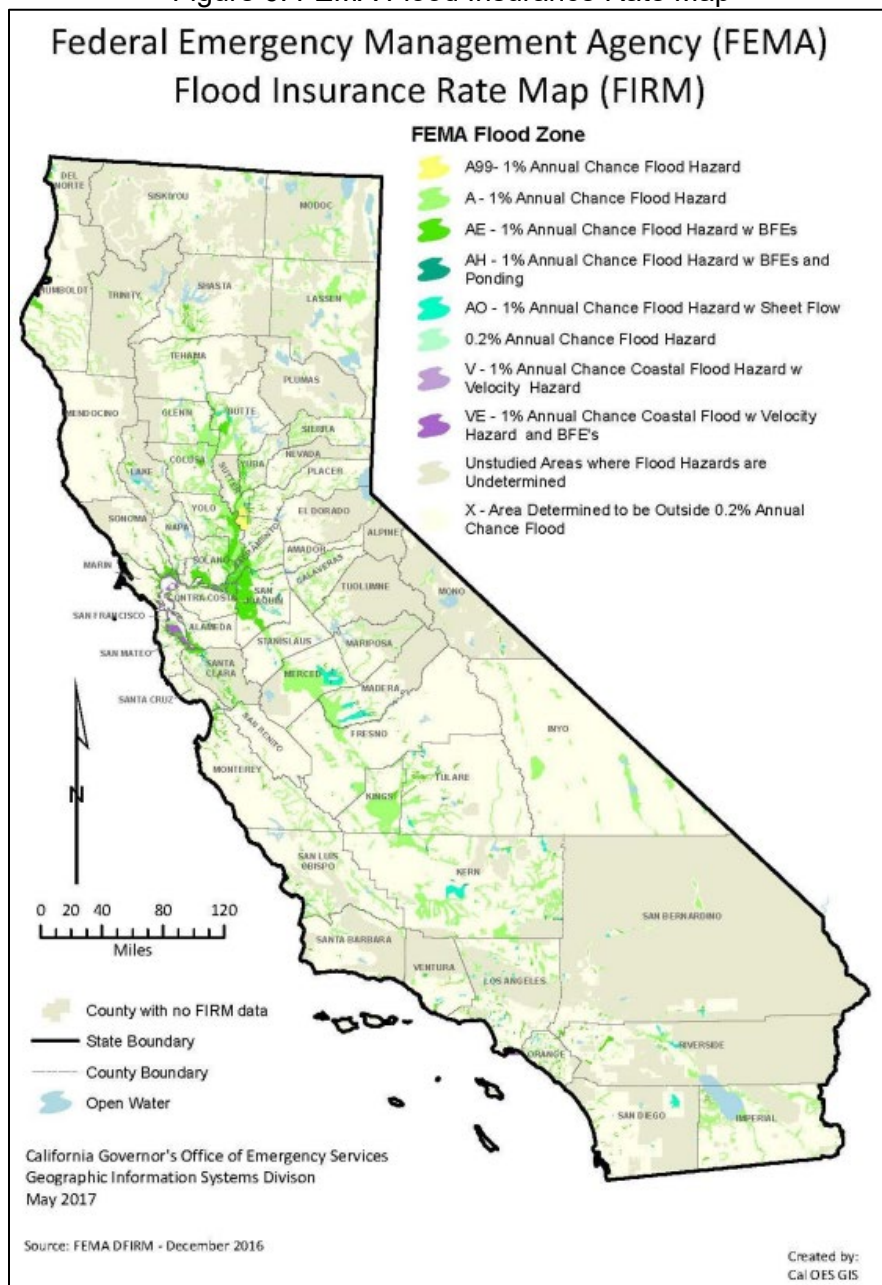 Federal Emergency Management Agency (FEMA)
Flood Insurance Rate Map (FIRM)
FEMA Flood Zone
A99- 1% Annual Chance Flood Hazard
A - 1% Annual Chance Flood Hazard
AE - 1% Annual Chance Flood Hazard w BFEs
AH - 1% Annual Chance Flood Hazard w BFEs and
Ponding
AO - 1% Annual Chance Flood Hazard w Sheet Flow
0.2% Annual Chance Flood Hazard
V - 1% Annual Chance Coastal Flood Hazard w
Velocity Hazard
VE - 1% Annual Chance Coastal Flood w Velocity
Hazard and BFE's
Unstudied Areas where Flood Hazards are
Undetermined
X - Area Determined to be Outside 0.2% Annual
Chance Flood
DEL
NORTE
SISKIYOU
MODOC
HUMBOLDT
TRINITY
SHASTA
LASSEN
TEHAMA
PLUMAS
MENDOCINO
GLENN
BUTTE
SIERRA
COLUSA
YUBA
NEVADA
LAKE
SUTTER
PLACER
SONOMA
YOLO
EL DORADO
NAPA
SACRAMENTO
ALPINE
MARIN
SOLANO
AMADOR
CALAVERAS
CONTRA COSTA
SAN
JOAQUIN
TUOLUMNE
MONO
SAN FRANCISCO
ALAMEDA
STANISLAUS
MARIPOSA
SAN MATEO
SANTA
CLARA
MERCED
MADERA
SANTA CRUZ
SAN BENITO
FRESNO
INYO
MONTEREY
TULARE
KINGS
N
SAN LUIS
OBISPO
KERN
SAN BERNARDINO
0 20 40 80 120
Miles
SANTA BARBARA
VENTURA
LOS ANGELES
ORANGE
RIVERSIDE
SAN DIEGO
IMPERIAL
County with no FIRM data
State Boundary
County Boundary
Open Water
California Governor's Office of Emergency Services
Geographic Information Systems Divison
May 2017
Source: FEMA DFIRM - December 2016
Created by:
Cal OES GIS